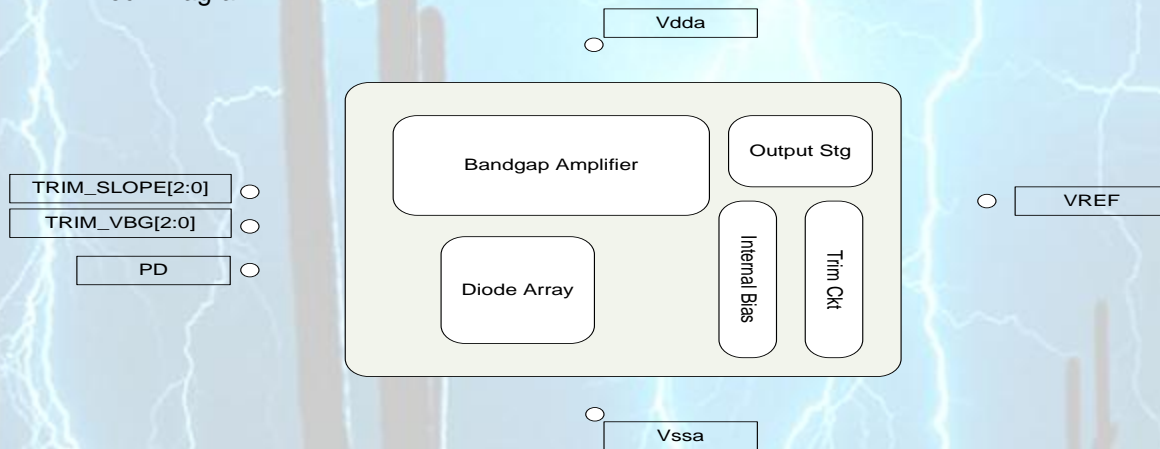 Vdda
Bandgap Amplifier
Output Stg
TRIM_SLOPE[2:0]
TRIM_VBG[2:0]
PD
VREF
Diode Array
Internal Bias
Trim Ckt
Vssa